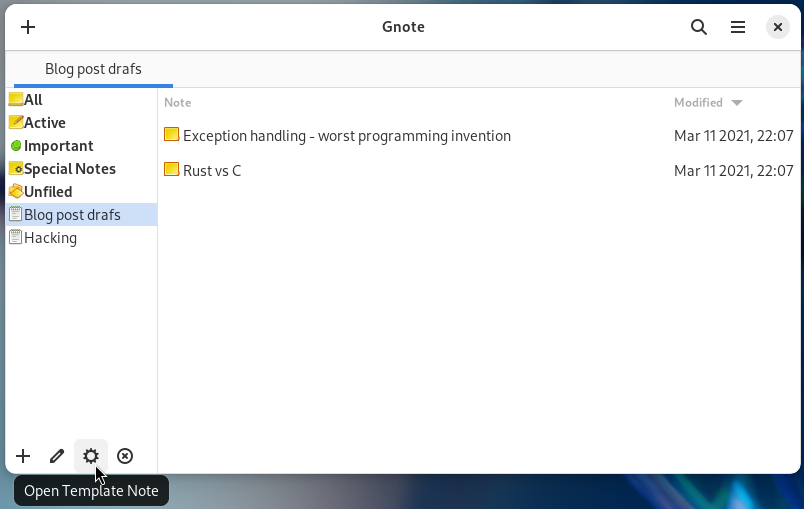 Gnote
Blog post drafs
All
Active
Important
Special Notes
Unfiled
Blog post drafs
Hacking
Note Modified
Exception handling - worst programming invention Mar 11 2021, 22:07
Rust vs C Mar 11 2021, 22:07
Open Template Note